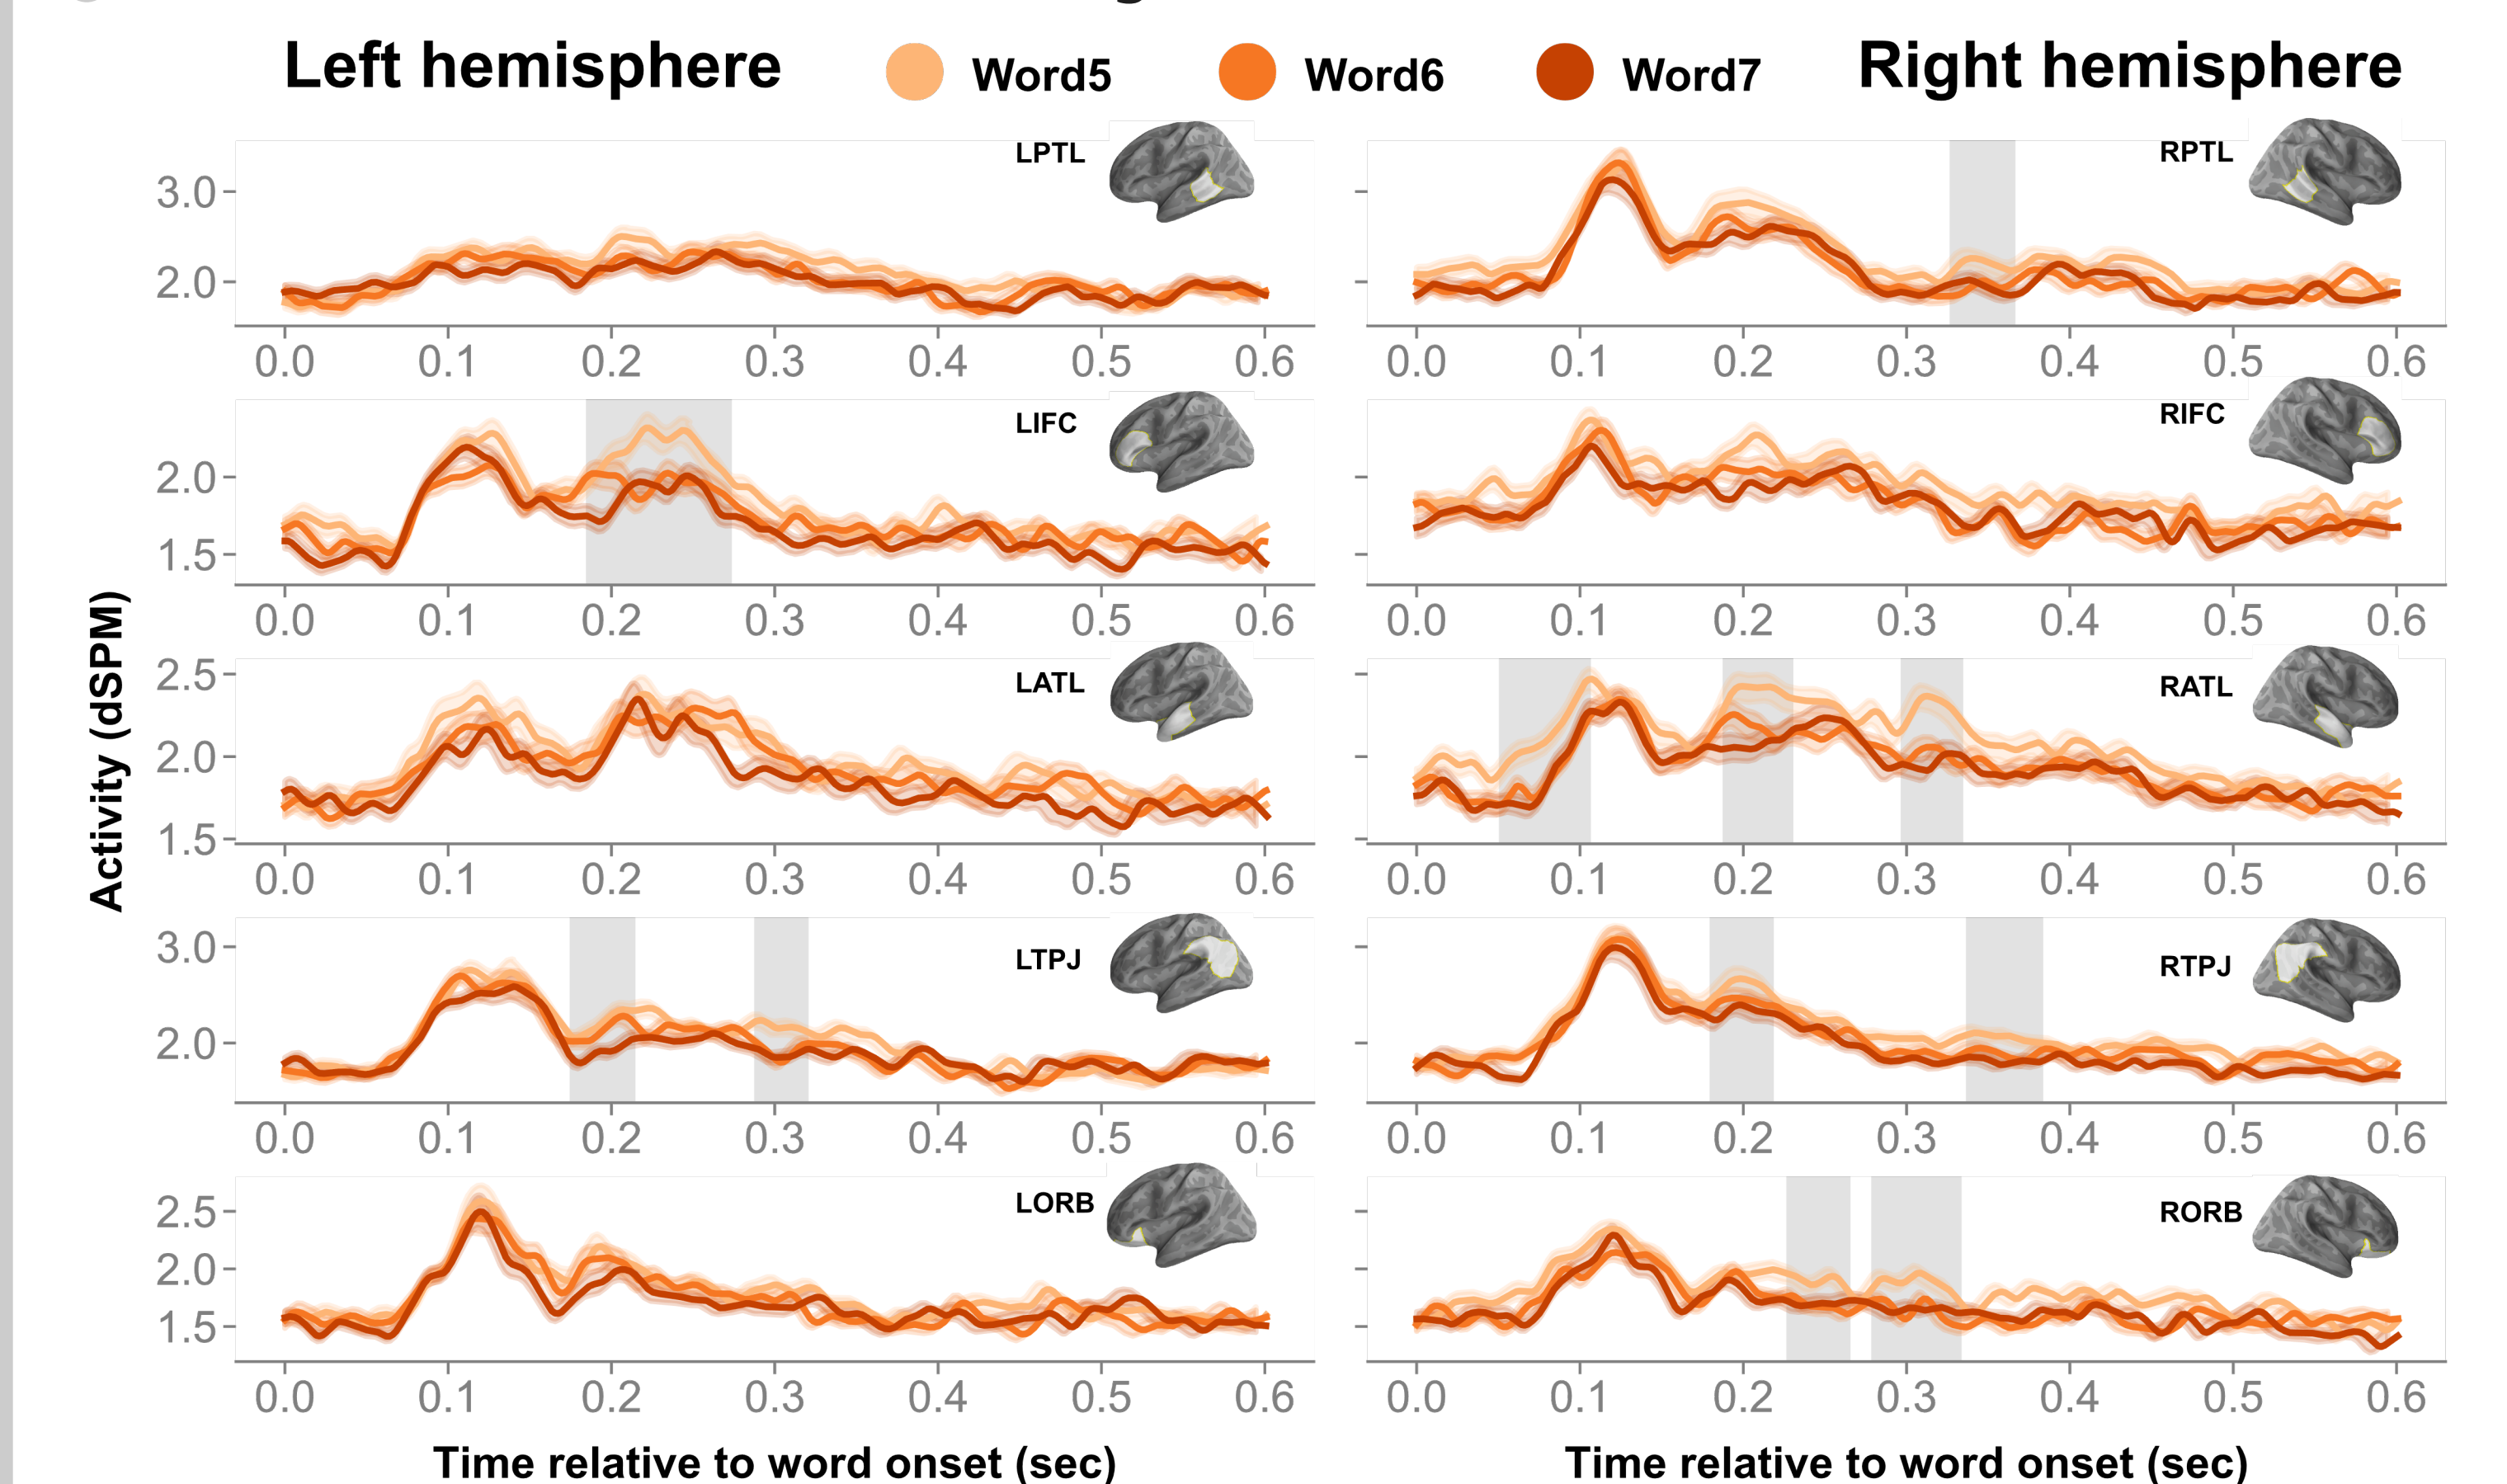 Left hemisphere Word5 Word6 Word7 Right hemisphere
Activity (dSPM)
LPTL
3.0
2.0
0.0 0.1 0.2 0.3 0.4 0.5 0.6
RPTL
0.0 0.1 0.2 0.3 0.4 0.5 0.6
LIFC
2.0
1.5
0.0 0.1 0.2 0.3 0.4 0.5 0.6
RIFC
0.0 0.1 0.2 0.3 0.4 0.5 0.6
LATL
2.5
2.0
1.5
0.0 0.1 0.2 0.3 0.4 0.5 0.6
RATL
0.0 0.1 0.2 0.3 0.4 0.5 0.6
LTPJ
3.0
2.0
0.0 0.1 0.2 0.3 0.4 0.5 0.6
RTPJ
0.0 0.1 0.2 0.3 0.4 0.5 0.6
LORB
2.5
2.0
1.5
0.0 0.1 0.2 0.3 0.4 0.5 0.6
RORB
0.0 0.1 0.2 0.3 0.4 0.5 0.6
Time relative to word onset (sec) Time relative to word onset (sec)